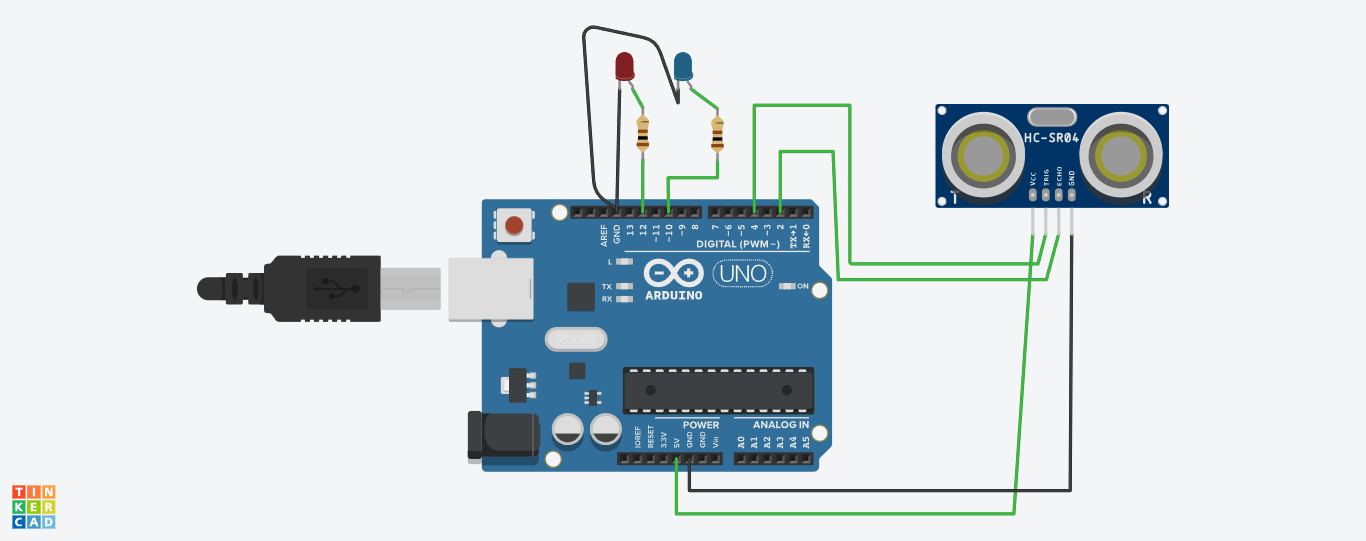 HC-SR04
VCC
TRIG
ECHO
GND
T
R
AREF
GND
13
12
~11
~10
~9
8
7
~6
~5
4
~3
2
TX→1
RX←0
DIGITAL (PWM~)
L
TX
RX
UNO
ARDUINO
ON
POWER
ANALOG IN
IOREF
RESET
3.3V
5V
GND
GND
Vin
A0
A1
A2
A3
A4
A5
TIN
KER
CAD